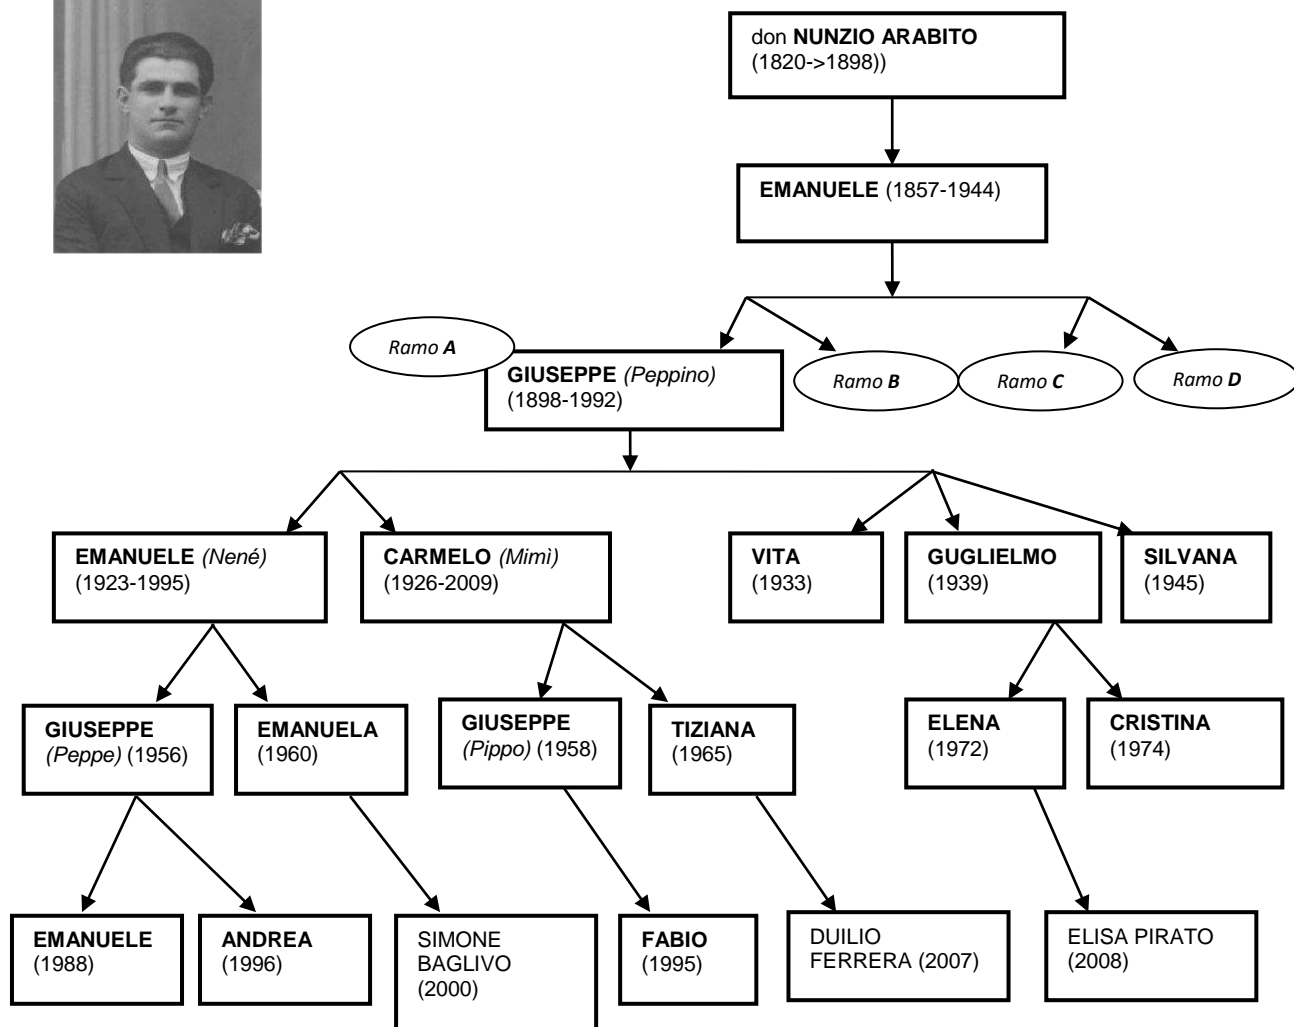 don NUNZIO ARABITO
(1820->1898))
EMANUELE (1857-1944)
Ramo A
GIUSEPPE (Peppino)
(1898-1992)
Ramo B
Ramo C
Ramo D
EMANUELE (Nené)
(1923-1995)
CARMELO (Mimì)
(1926-2009)
VITA
(1933)
GUGLIELMO
(1939)
SILVANA
(1945)
GIUSEPPE
(Peppe) (1956)
EMANUELA
(1960)
GIUSEPPE
(Pippo) (1958)
TIZIANA
(1965)
ELENA
(1972)
CRISTINA
(1974)
EMANUELE
(1988)
ANDREA
(1996)
SIMONE
BAGLIVO
(2000)
FABIO
(1995)
DUILIO
FERRERA (2007)
ELISA PIRATO
(2008)